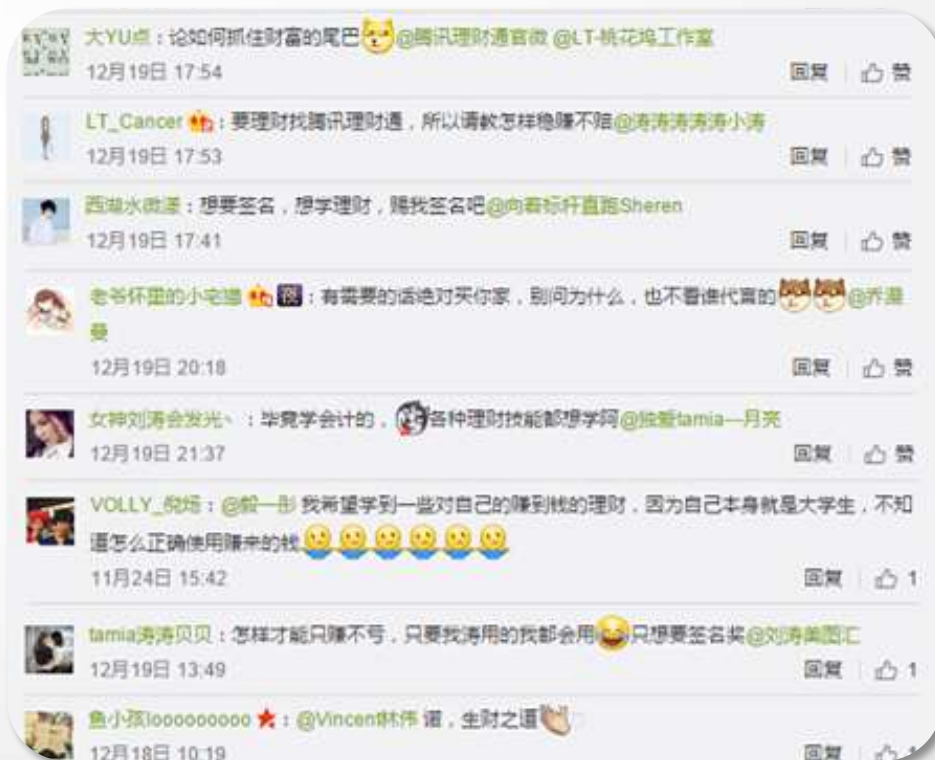 大YU点：论如何抓住财富的尾巴@腾讯理财通官微 @LT-桃花坞工作室
12月19日 17:54 回复 赞
LT_Cancer：要理财找腾讯理财通，所以请教怎样稳赚不赔@涛涛涛涛涛小涛
12月19日 17:53 回复 赞
西湖水微漾：想要签名，想学理财，赐我签名吧@向着标杆直跑Sheren
12月19日 17:41 回复 赞
老爷怀里的小宅猫：有需要的话绝对买你家，别问为什么，也不看谁代言的@乔漫
曼
12月19日 20:18 回复 赞
女神刘涛会发光丶：毕竟学会计的，各种理财技能都想学阿@独爱tamia—月亮
12月19日 21:37 回复 赞
VOLLY_倪炀：@毅一彤 我希望学到一些对自己的赚到钱的理财，因为自己本身就是大学生，不知
道怎么正确使用赚来的钱
11月24日 15:42 回复 1
tamia涛涛贝贝：怎样才能只赚不亏，只要我涛用的我都会用只想要签名奖@刘涛美图汇
12月19日 13:49 回复 1
鱼小孩loooooooooo：@Vincent林伟 诺，生财之道
12月18日 10:19 回复 1